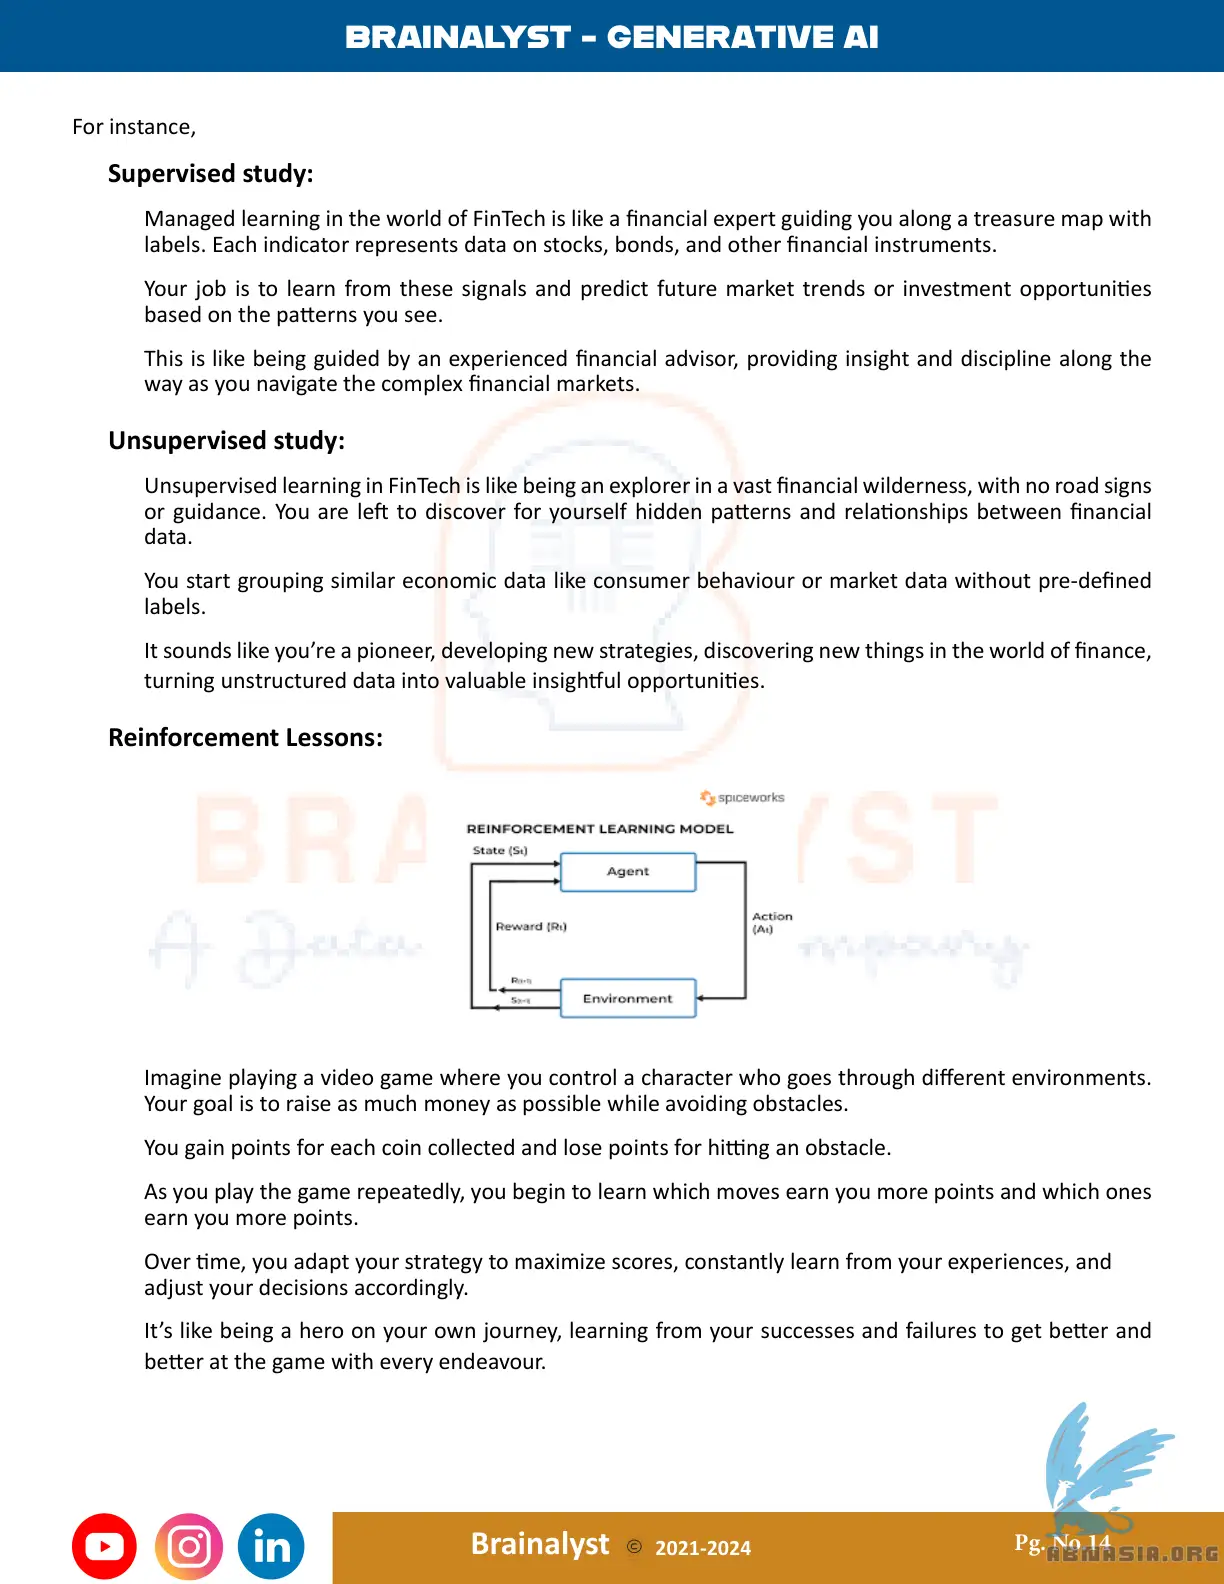 BRAINALYST - GENERATIVE AI
For instance,
Supervised study:
Managed learning in the world of FinTech is like a financial expert guiding you along a treasure map with
labels. Each indicator represents data on stocks, bonds, and other financial instruments.
Your job is to learn from these signals and predict future market trends or investment opportunities
based on the patterns you see.
This is like being guided by an experienced financial advisor, providing insight and discipline along the
way as you navigate the complex financial markets.
Unsupervised study:
Unsupervised learning in FinTech is like being an explorer in a vast financial wilderness, with no road signs
or guidance. You are left to discover for yourself hidden patterns and relationships between financial
data.
You start grouping similar economic data like consumer behaviour or market data without pre-defined
labels.
It sounds like you’re a pioneer, developing new strategies, discovering new things in the world of finance,
turning unstructured data into valuable insightful opportunities.
Reinforcement Lessons:
spiceworks
REINFORCEMENT LEARNING MODEL
State (St)
Agent
Action
(At)
Reward (Rt)
Environment
BRA YST
A Data mpany
Imagine playing a video game where you control a character who goes through different environments.
Your goal is to raise as much money as possible while avoiding obstacles.
You gain points for each coin collected and lose points for hitting an obstacle.
As you play the game repeatedly, you begin to learn which moves earn you more points and which ones
earn you more points.
Over time, you adapt your strategy to maximize scores, constantly learn from your experiences, and
adjust your decisions accordingly.
It’s like being a hero on your own journey, learning from your successes and failures to get better and
better at the game with every endeavour.
in
Brainalyst © 2021-2024
Pg. No.14
ABINASIA.ORG